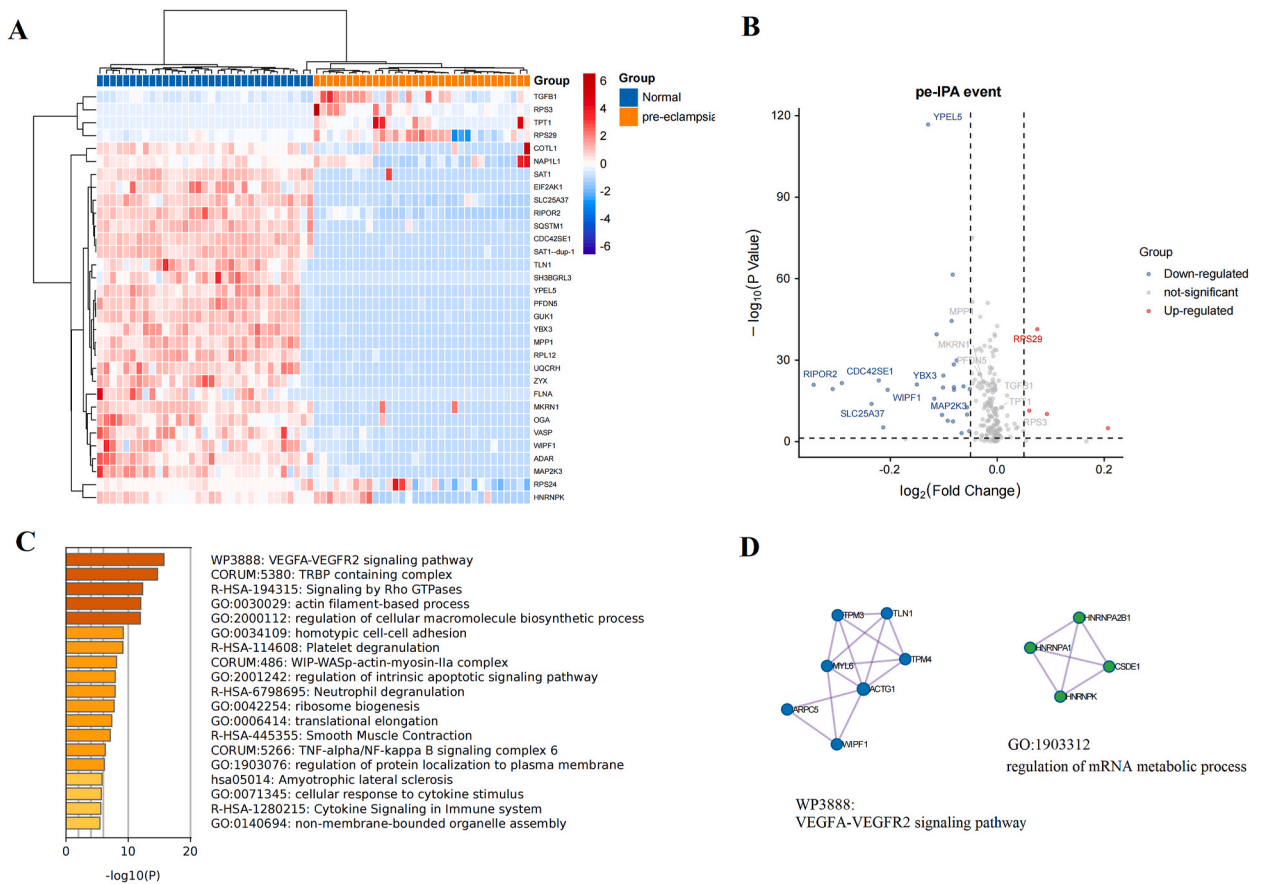 A
Group
TGFB1
RPS3
TPT1
RPS29
COTL1
NAP1L1
SAT1
EIF2AK1
SLC25A37
RIPOR2
SQSTM1
CDC42SE1
SAT1--dup-1
TLN1
SH3BGRL3
YPEL5
PFDN5
GUK1
YBX3
MPP1
RPL12
UQCRH
ZYX
FLNA
MKRN1
OGA
VASP
WIPF1
ADAR
MAP2K3
RPS24
HNRNPK
6
4
2
0
-2
-4
-6
Group
Normal
pre-eclampsia
B
pe-IPA event
− log10(P Value)
120
90
60
30
0
YPEL5
MPP1
MKRN1
RPS29
PFDN5
RIPOR2
CDC42SE1
YBX3
TGFB1
WIPF1
MAP2K3
TPT1
SLC25A37
RPS3
-0.2
0.0
0.2
log2(Fold Change)
Group
Down-regulated
not-significant
Up-regulated
C
WP3888: VEGFA-VEGFR2 signaling pathway
CORUM:5380: TRBP containing complex
R-HSA-194315: Signaling by Rho GTPases
GO:0030029: actin filament-based process
GO:2000112: regulation of cellular macromolecule biosynthetic process
GO:0034109: homotypic cell-cell adhesion
R-HSA-114608: Platelet degranulation
CORUM:486: WIP-WASp-actin-myosin-IIa complex
GO:2001242: regulation of intrinsic apoptotic signaling pathway
R-HSA-6798695: Neutrophil degranulation
GO:0042254: ribosome biogenesis
GO:0006414: translational elongation
R-HSA-445355: Smooth Muscle Contraction
CORUM:5266: TNF-alpha/NF-kappa B signaling complex 6
GO:1903076: regulation of protein localization to plasma membrane
hsa05014: Amyotrophic lateral sclerosis
GO:0071345: cellular response to cytokine stimulus
R-HSA-1280215: Cytokine Signaling in Immune system
GO:0140694: non-membrane-bounded organelle assembly
0
10
20
-log10(P)
D
TPM3
TLN1
MYL6
TPM4
ACTG1
ARPC5
WIPF1
WP3888:
VEGFA-VEGFR2 signaling pathway
HNRNPA2B1
HNRNPA1
CSDE1
HNRNPK
GO:1903312
regulation of mRNA metabolic process